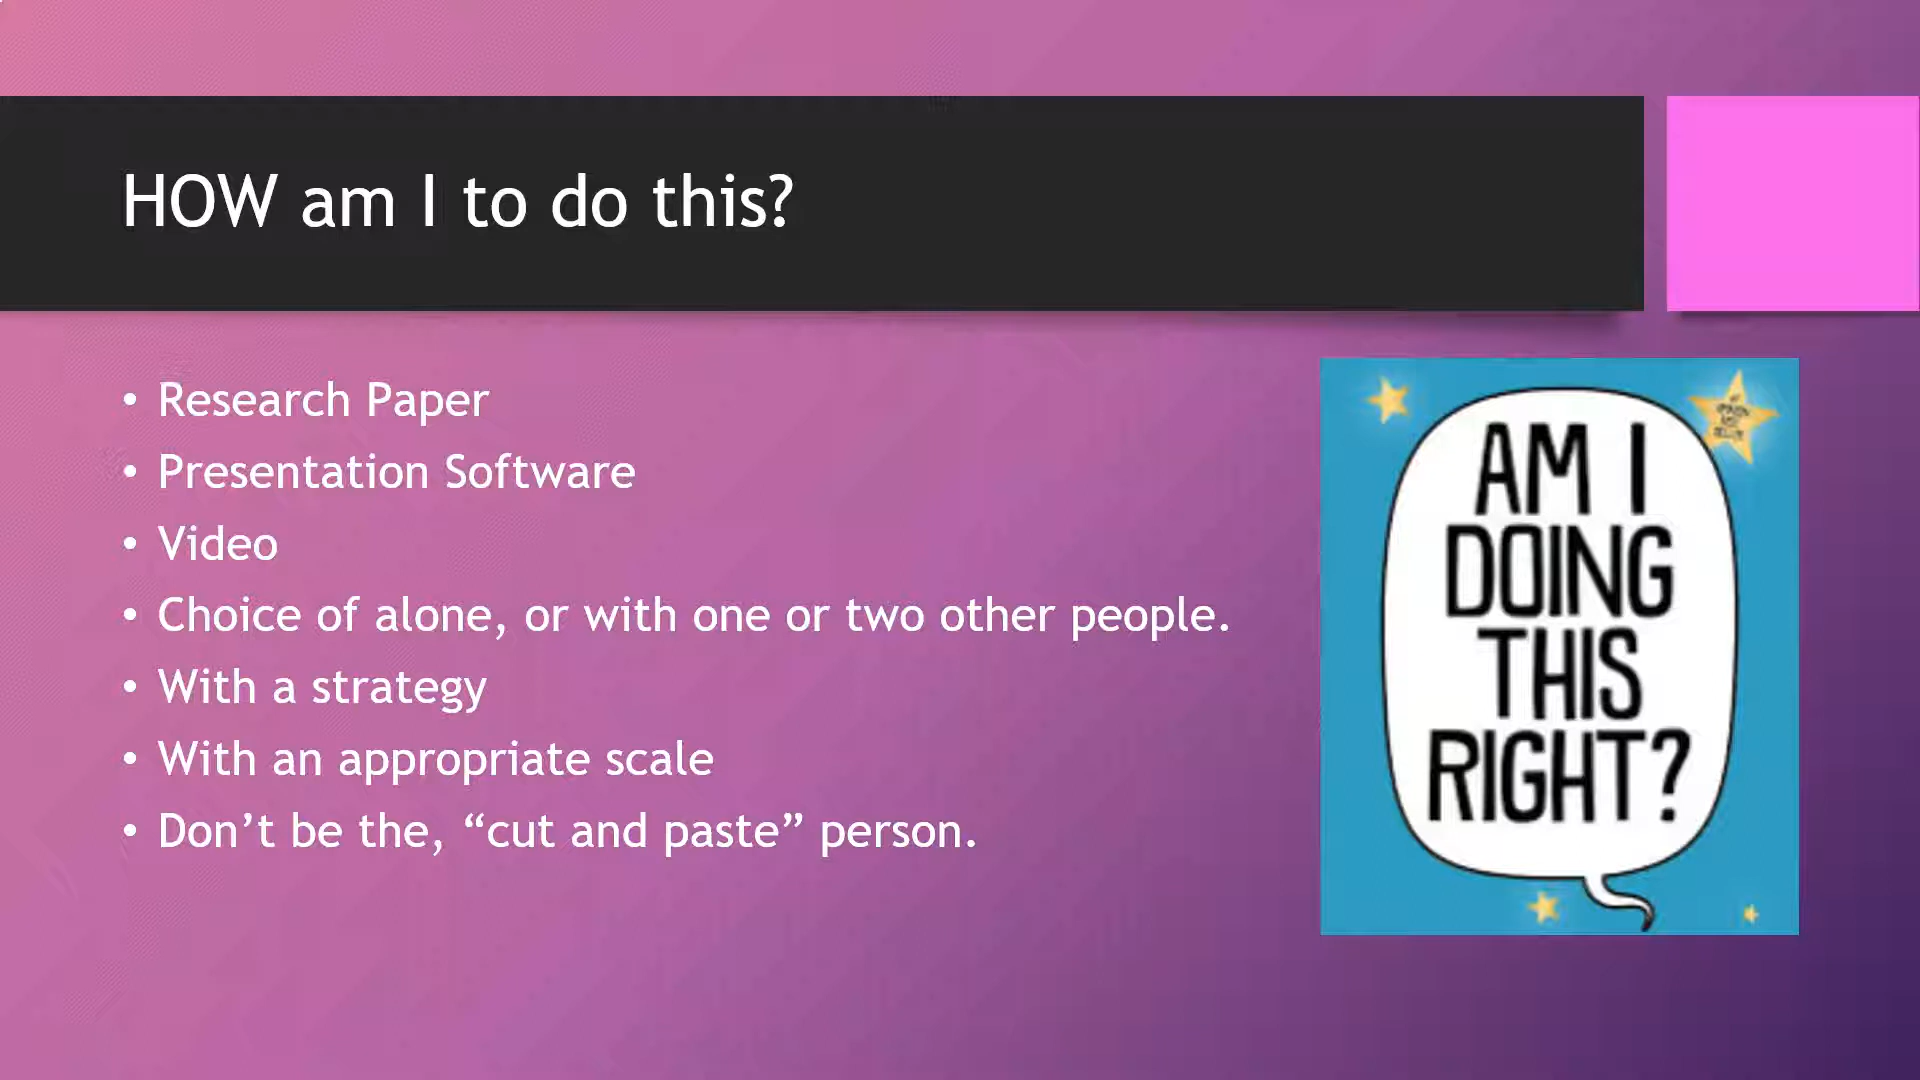 HOW am I to do this?
• Research Paper
• Presentation Software
• Video
• Choice of alone, or with one or two other people.
• With a strategy
• With an appropriate scale
• Don’t be the, “cut and paste” person.
AM I
DOING
THIS
RIGHT?